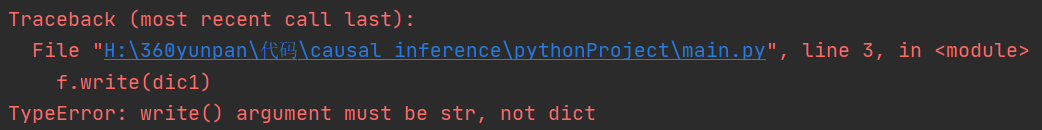 Traceback (most recent call last):
File "H:\360yunpan\代码\causal inference\pythonProject\main.py", line 3, in <module>
f.write(dic1)
TypeError: write() argument must be str, not dict